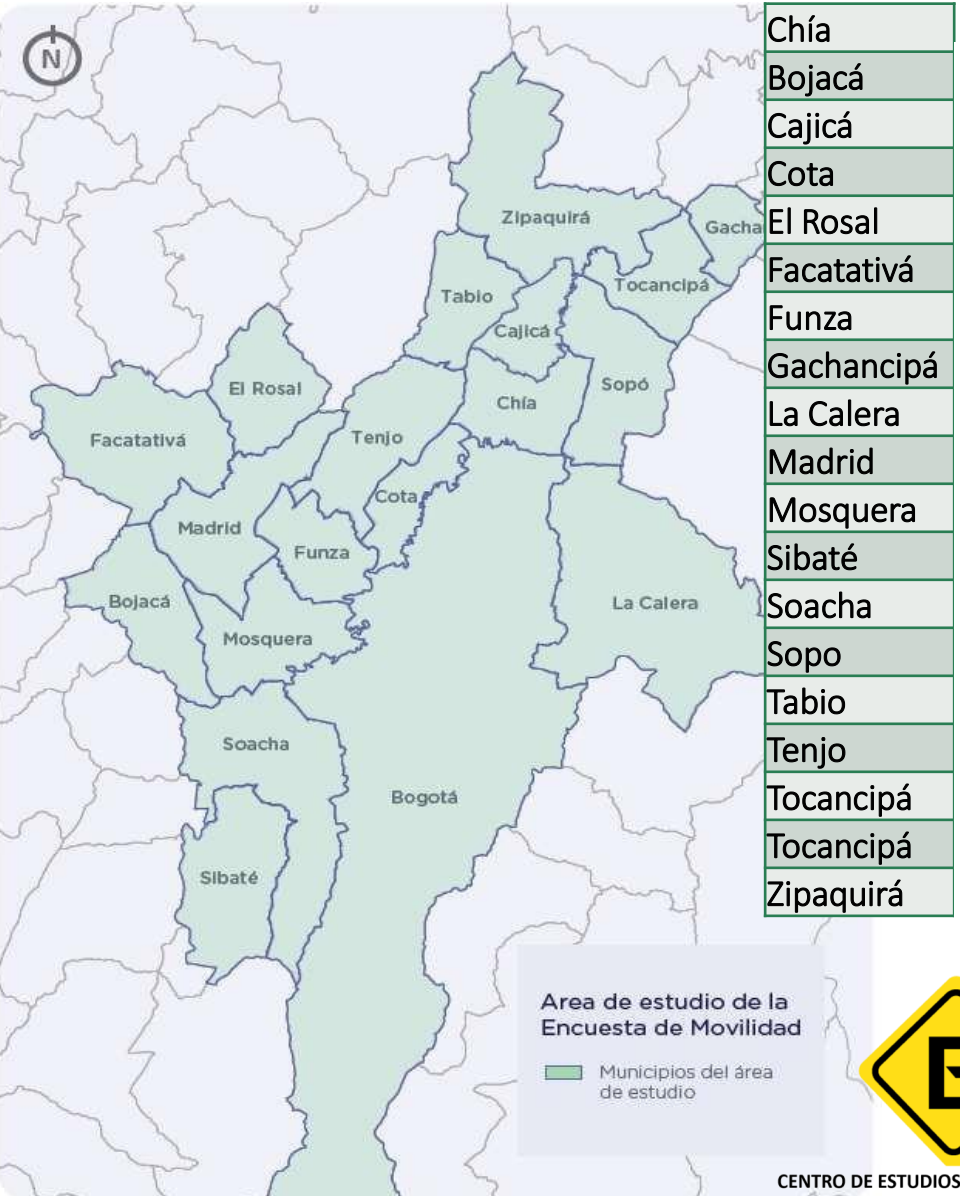 N
Zipaquirá
Gacha
Tocancipá
Tabio
Cajicá
Sopó
El Rosal
Chía
Facatativá
Tenjo
Cota
Madrid
Funza
Bojacá
La Calera
Mosquera
Soacha
Bogotá
Sibaté
Area de estudio de la
Encuesta de Movilidad
Municipios del área
de estudio
Chía
Bojacá
Cajicá
Cota
El Rosal
Facatativá
Funza
Gachancipá
La Calera
Madrid
Mosquera
Sibaté
Soacha
Sopo
Tabio
Tenjo
Tocancipá
Tocancipá
Zipaquirá
CENTRO DE ESTUDIOS